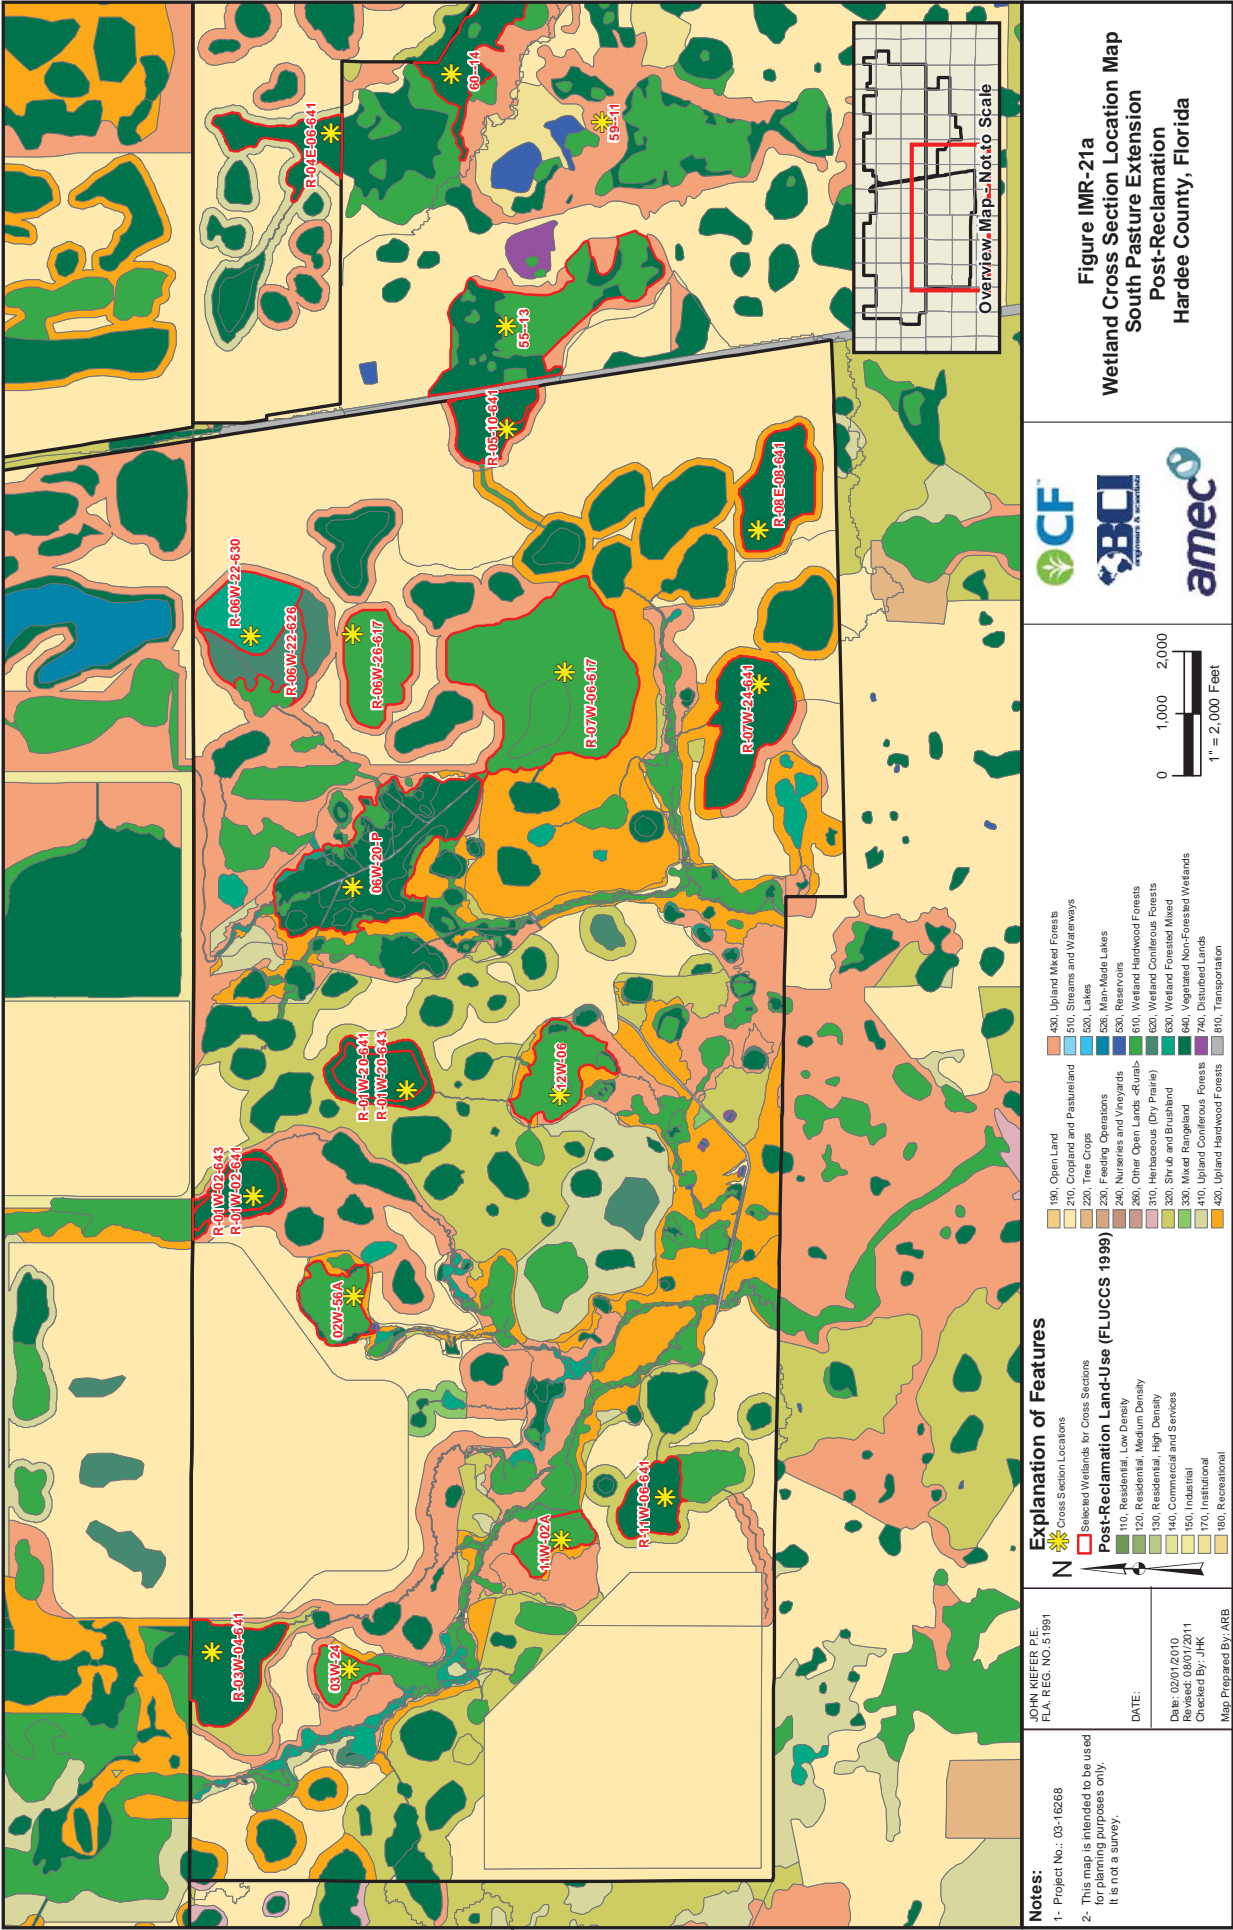 Figure IMR-21a
Wetland Cross Section Location Map
South Pasture Extension
Post-Reclamation
Hardee County, Florida
Overview Map - Not to Scale
CF
BCI
engineers & scientists
amec
0 1,000 2,000
1" = 2,000 Feet
R-03W-04-641
03W-24
11W-02A
R-11W-06-641
02W-56A
R-01W-02-643
R-01W-02-641
R-01W-20-641
R-01W-20-643
12W-06
06W-20-P
R-06W-22-630
R-06W-22-626
R-06W-26-617
R-07W-06-617
R-07W-24-641
R-08E-08-641
R-05-10-641
55--13
R-04E-06-641
60--14
59--11
Explanation of Features
Cross Section Locations
Selected Wetlands for Cross Sections
Post-Reclamation Land-Use (FLUCCS 1999)
110, Residential, Low Density
120, Residential, Medium Density
130, Residential, High Density
140, Commercial and Services
150, Industrial
170, Institutional
180, Recreational
190, Open Land
210, Cropland and Pastureland
220, Tree Crops
230, Feeding Operations
240, Nurseries and Vineyards
260, Other Open Lands <Rural>
310, Herbaceous (Dry Prairie)
320, Shrub and Brushland
330, Mixed Rangeland
410, Upland Coniferous Forests
420, Upland Hardwood Forests
430, Upland Mixed Forests
510, Streams and Waterways
520, Lakes
526, Man-Made Lakes
530, Reservoirs
610, Wetland Hardwood Forests
620, Wetland Coniferous Forests
630, Wetland Forested Mixed
640, Vegetated Non-Forested Wetlands
740, Disturbed Lands
810, Transportation
N
JOHN KIEFER P.E.
FLA. REG. NO. 51991
DATE:
Date: 02/01/2010
Revised: 08/01/2011
Checked By: JHK
Map Prepared By: ARB
Notes:
1- Project No.: 03-16268
2- This map is intended to be used
for planning purposes only.
It is not a survey.